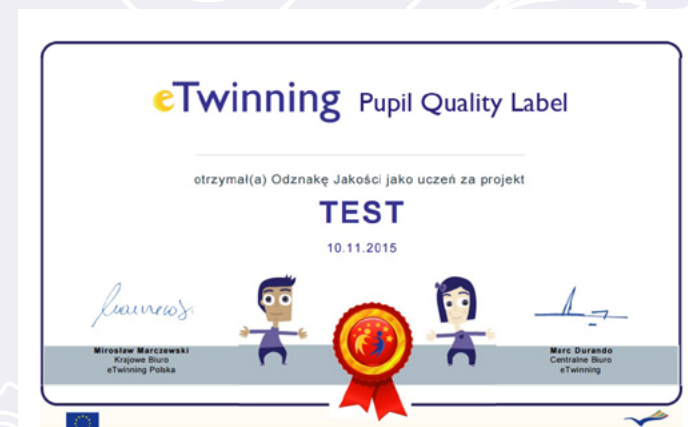 eTwinning Pupil Quality Label
otrzymał(a) Odznakę Jakości jako uczeń za projekt
TEST
10.11.2015
Mirosław Marczewski
Krajowe Biuro
eTwinning Polska
Marc Durando
Centralne Biuro
eTwinning